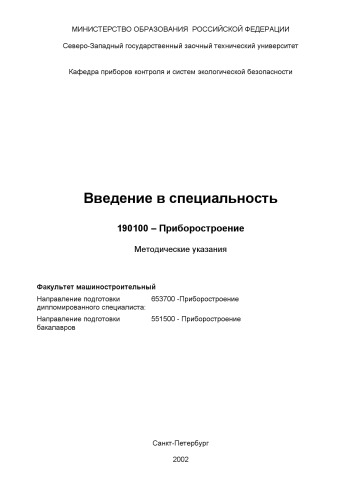 МИНИСТЕРСТВО ОБРАЗОВАНИЯ РОССИЙСКОЙ ФЕДЕРАЦИИ
Северо-Западный государственный заочный технический университет
Кафедра приборов контроля и систем экологической безопасности
Введение в специальность
190100 – Приборостроение
Методические указания
Факультет машиностроительный
Направление подготовки 653700 -Приборостроение
дипломированного специалиста:
Направление подготовки 551500 - Приборостроение
бакалавров
Санкт-Петербург
2002